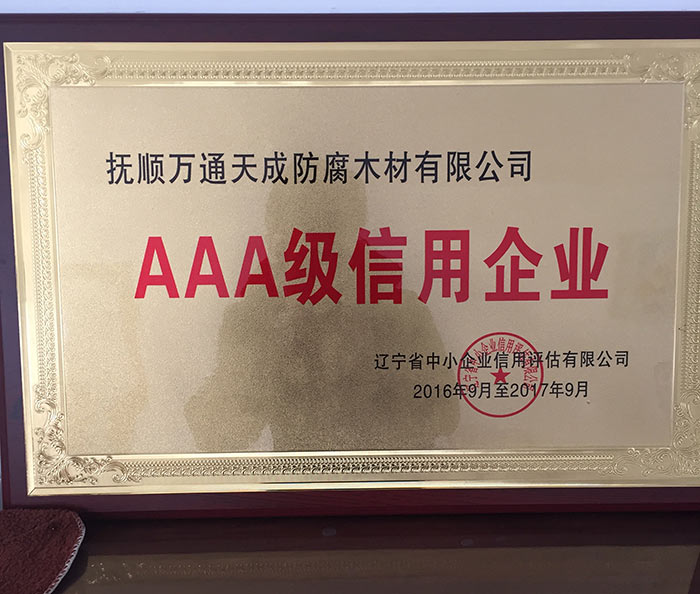 抚顺万通天成防腐木材有限公司
AAA级信用企业
辽宁省中小企业信用评估有限公司
2016年9月至2017年9月